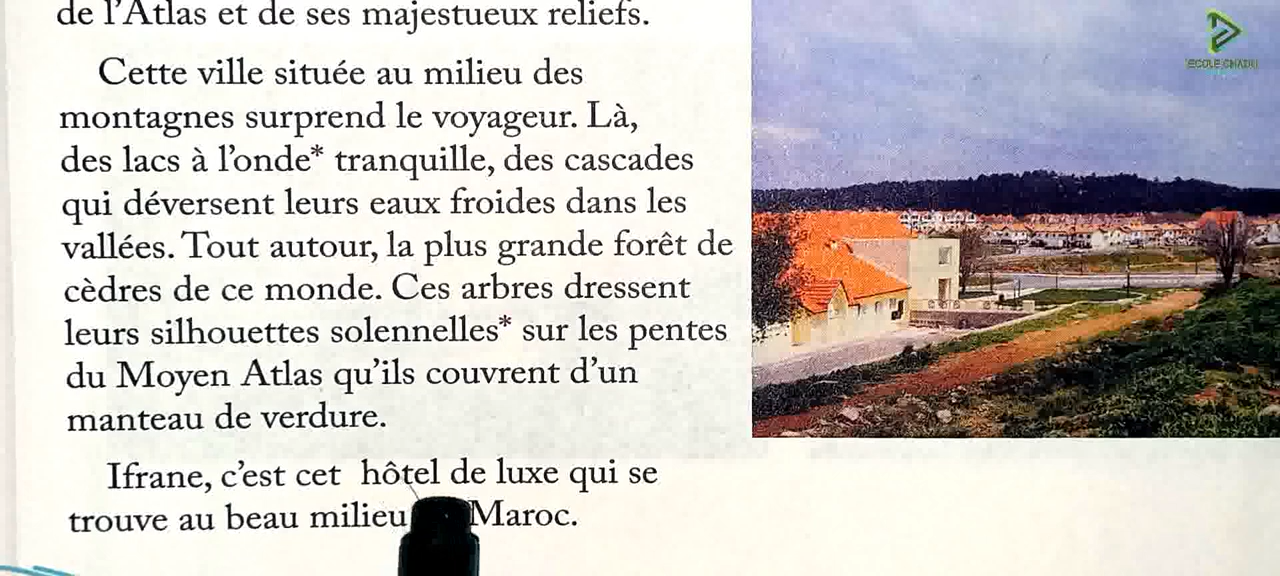 de l'Atlas et de ses majestueux reliefs.
Cette ville située au milieu des
montagnes surprend le voyageur. Là,
des lacs à l'onde* tranquille, des cascades
qui déversent leurs eaux froides dans les
vallées. Tout autour, la plus grande forêt de
cèdres de ce monde. Ces arbres dressent
leurs silhouettes solennelles* sur les pentes
du Moyen Atlas qu'ils couvrent d'un
manteau de verdure.
Ifrane, c'est cet hôtel de luxe qui se
trouve au beau milieu Maroc.